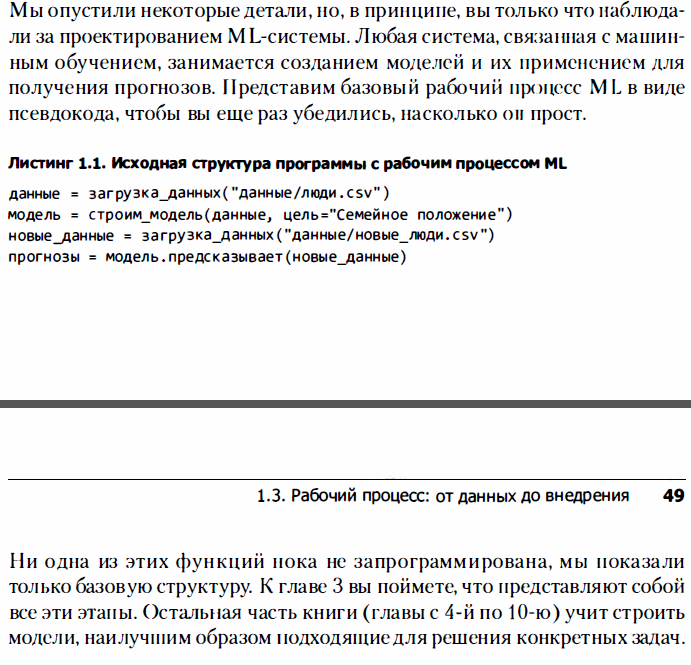 Мы опустили некоторые детали, но, в принципе, вы только что наблюда-
ли за проектированием ML-системы. Любая система, связанная с машин-
ным обучением, занимается созданием моделей и их применением для
получения прогнозов. Представим базовый рабочий процесс ML в виде
псевдокода, чтобы вы еще раз убедились, насколько он прост.
Листинг 1.1. Исходная структура программы с рабочим процессом ML
данные = загрузка_данных("данные/люди.csv")
модель = строим_модель(данные, цель="Семейное положение")
новые_данные = загрузка_данных("данные/новые_люди.csv")
прогнозы = модель.предсказывает(новые_данные)
1.3. Рабочий процесс: от данных до внедрения 49
Ни одна из этих функций пока не запрограммирована, мы показали
только базовую структуру. К главе 3 вы поймете, что представляют собой
все эти этапы. Остальная часть книги (главы с 4-й по 10-ю) учит строить
модели, наилучшим образом подходящие для решения конкретных задач.